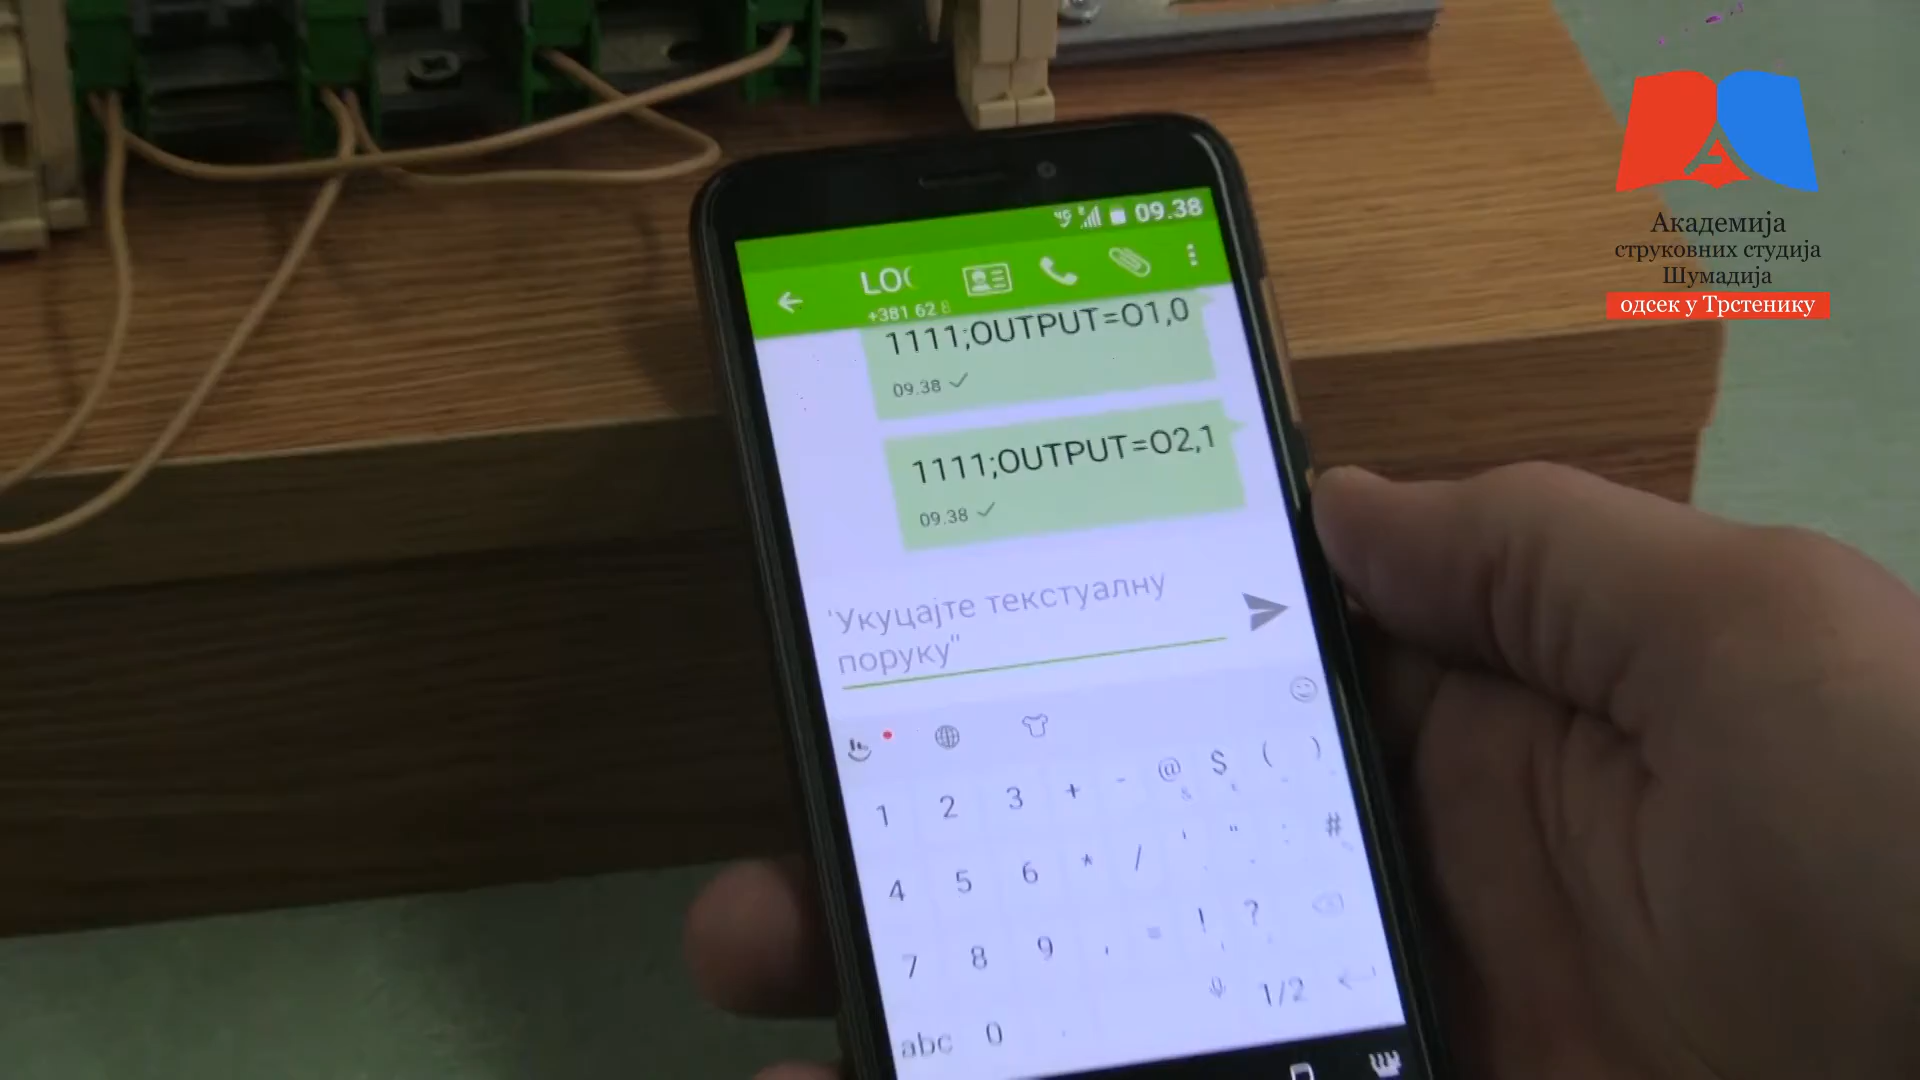 Академија
струковних студија
Шумадија
одсек у Трстенику
09.38
+381 62
1111;OUTPUT=O1,0
09.38
1111;OUTPUT=O2,1
09.38
'Укуцајте текстуалну
поруку"
1 2 3 + - @ $ ( )
4 5 6 * / ' " : #
7 8 9 , = ! ?
1/2
abc 0 .